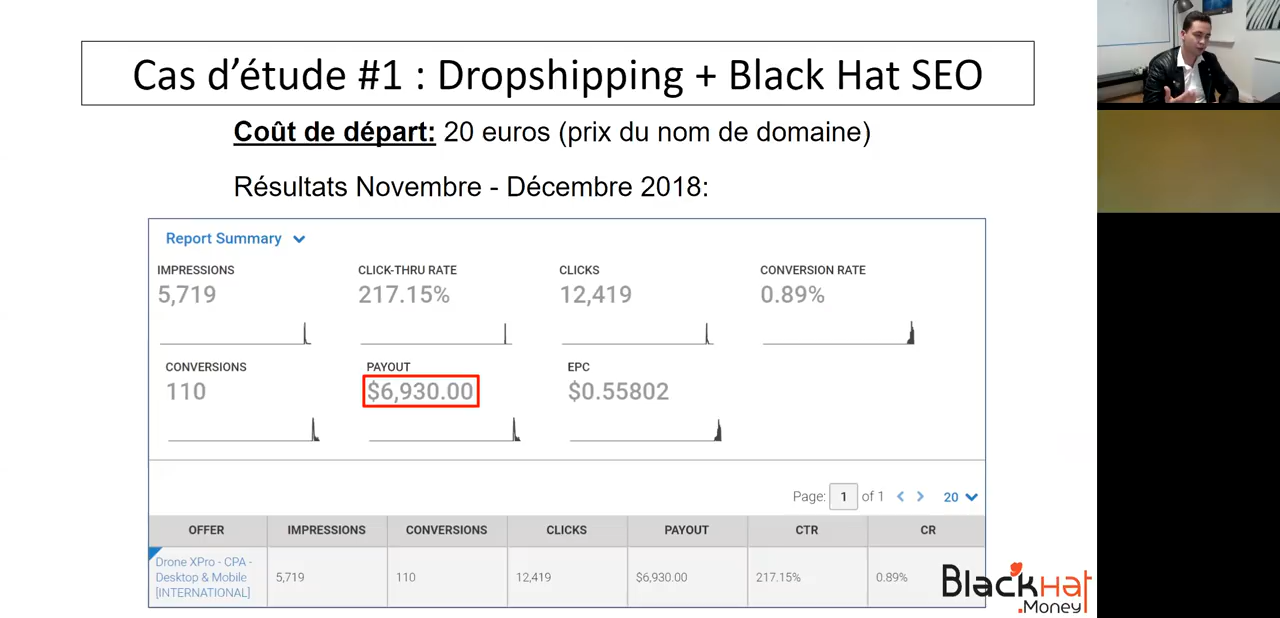 Cas d'étude #1 : Dropshipping + Black Hat SEO
Coût de départ: 20 euros (prix du nom de domaine)
Résultats Novembre - Décembre 2018:
Report Summary
IMPRESSIONS CLICK-THRU RATE CLICKS CONVERSION RATE
5,719 217.15% 12,419 0.89%
CONVERSIONS PAYOUT EPC
110 $6,930.00 $0.55802
Page: 1 of 1 < > 20
OFFER IMPRESSIONS CONVERSIONS CLICKS PAYOUT CTR CR
Drone XPro - CPA -
Desktop & Mobile
[INTERNATIONAL]
5,719 110 12,419 $6,930.00 217.15% 0.89%
BlackHat
.Money